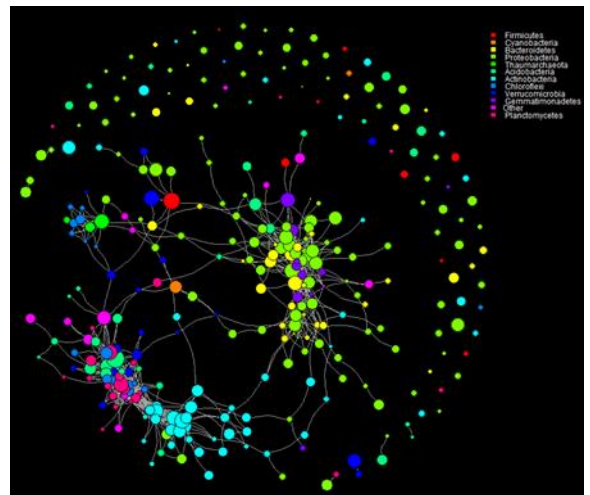 Firmicutes
Cyanobacteria
Bacteroidetes
Proteobacteria
Thaumarchaeota
Acidobacteria
Actinobacteria
Chloroflexi
Verrucomicrobia
Gemmatimonadetes
Other
Planctomycetes